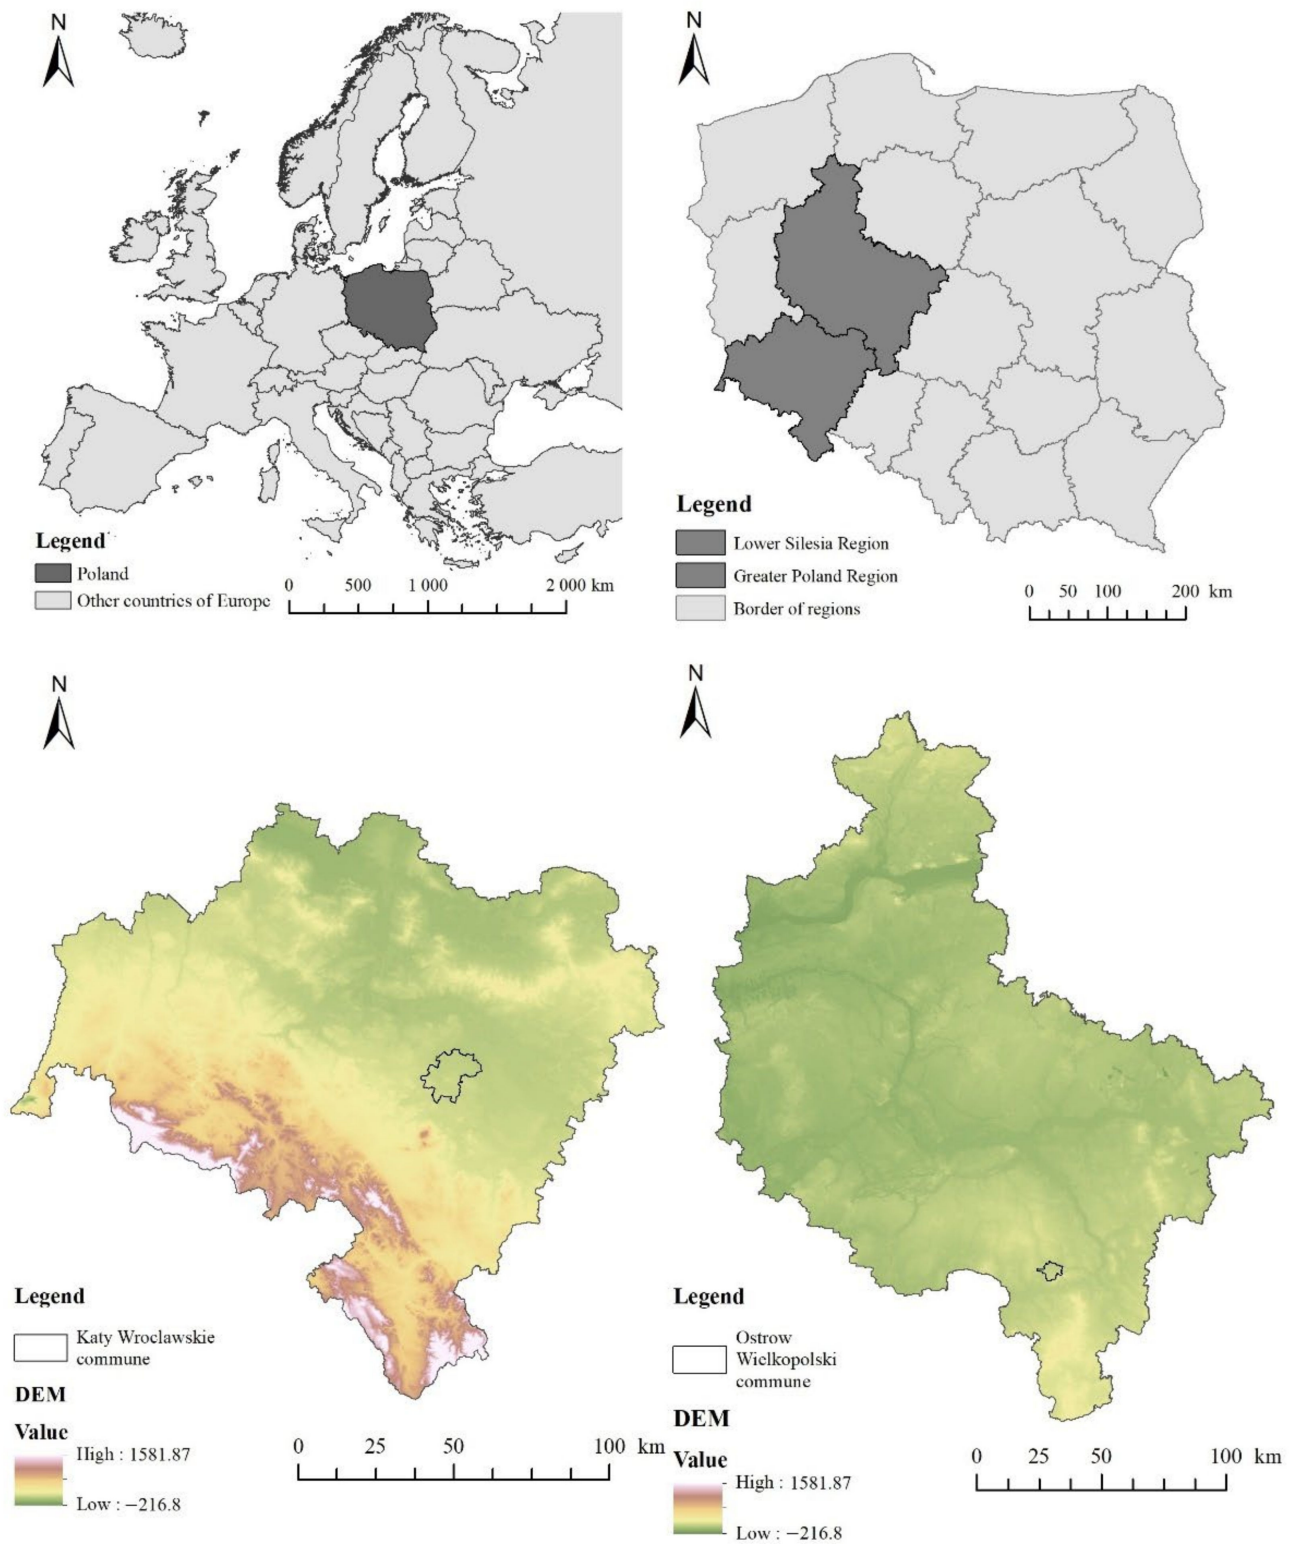 N
Legend
Poland
Other countries of Europe
0 500 1 000 2 000 km
N
Legend
Lower Silesia Region
Greater Poland Region
Border of regions
0 50 100 200 km
N
Legend
Katy Wroclawskie
commune
DEM
Value
High : 1581.87
Low : −216.8
0 25 50 100 km
N
Legend
Ostrow
Wielkopolski
commune
DEM
Value
High : 1581.87
Low : −216.8
0 25 50 100 km